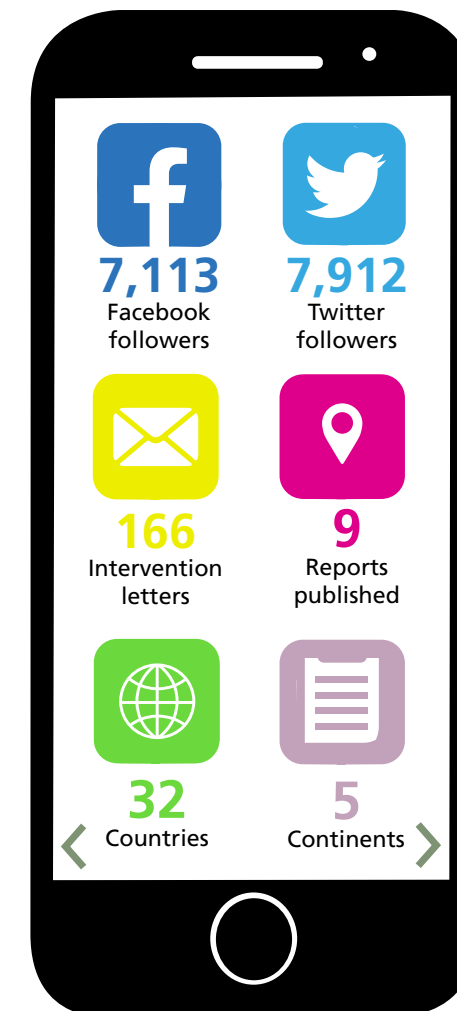 7,113
Facebook
followers
7,912
Twitter
followers
166
Intervention
letters
9
Reports
published
32
Countries
5
Continents